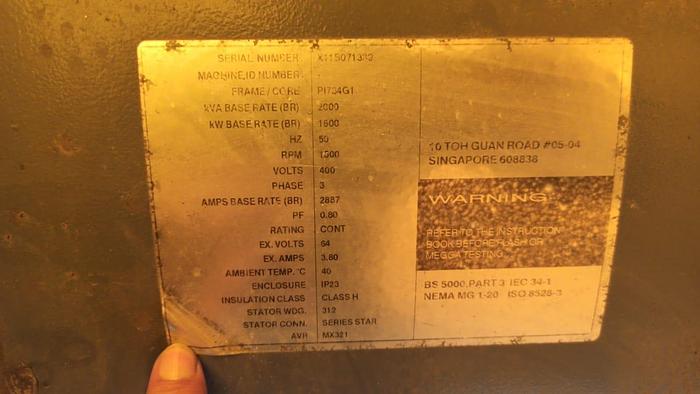 SERIAL NUMBER
MACHINE ID NUMBER -
FRAME / CORE PI734G1
kVA BASE RATE (BR) 2000
kW BASE RATE (BR) 1600
HZ 50
RPM 1500
VOLTS 400
PHASE 3
AMPS BASE RATE (BR) 2887
PF 0.80
RATING CONT
EX. VOLTS 64
EX. AMPS 3.80
AMBIENT TEMP. °C 40
ENCLOSURE IP23
INSULATION CLASS CLASS H
STATOR WDG. 312
STATOR CONN. SERIES STAR
AVR MX321
10 TOH GUAN ROAD #05-04
SINGAPORE 608838
WARNING
REFER TO THE INSTRUCTION
BOOK BEFORE FLASH OR
MEGGA TESTING
BS 5000,PART 3 IEC 34-1
NEMA MG 1-20 ISO 8528-3